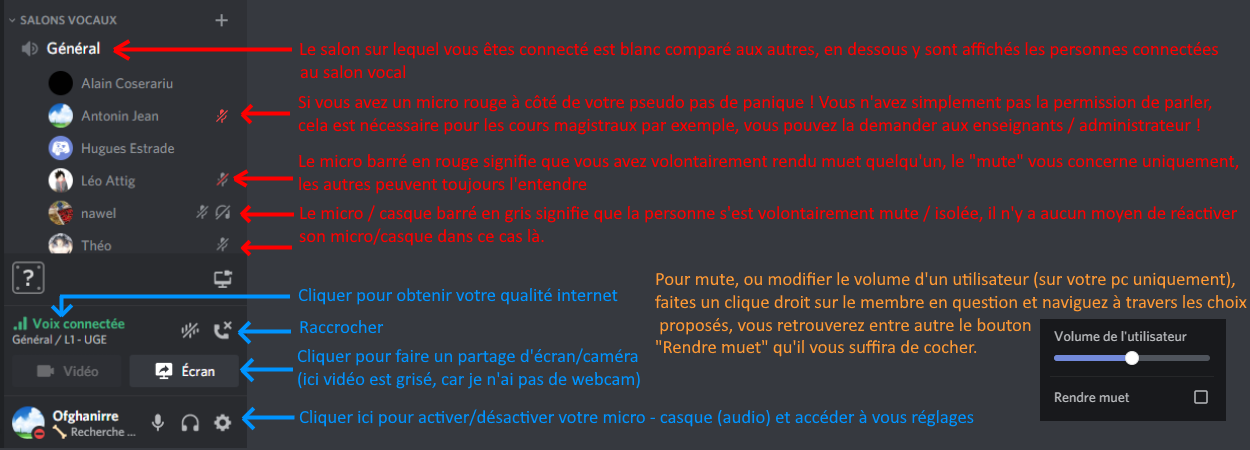 SALONS VOCAUX
Général
Le salon sur lequel vous êtes connecté est blanc comparé aux autres, en dessous y sont affichés les personnes connectées
au salon vocal
Alain Coserariu
Si vous avez un micro rouge à côté de votre pseudo pas de panique ! Vous n'avez simplement pas la permission de parler,
Antonin Jean
cela est nécessaire pour les cours magistraux par exemple, vous pouvez la demander aux enseignants / administrateur !
Hugues Estrade
Le micro barré en rouge signifie que vous avez volontairement rendu muet quelqu'un, le "mute" vous concerne uniquement,
Léo Attig
les autres peuvent toujours l'entendre
nawel
Le micro / casque barré en gris signifie que la personne s'est volontairement mute / isolée, il n'y a aucun moyen de réactiver
son micro/casque dans ce cas là.
Théo
?
Cliquer pour obtenir votre qualité internet
Voix connectée
Général / L1 - UGE
Raccrocher
Vidéo
Écran
Cliquer pour faire un partage d'écran/caméra
(ici vidéo est grisé, car je n'ai pas de webcam)
Ofghanirre
Recherche ...
Cliquer ici pour activer/désactiver votre micro - casque (audio) et accéder à vous réglages
Pour mute, ou modifier le volume d'un utilisateur (sur votre pc uniquement),
faites un clique droit sur le membre en question et naviguez à travers les choix
proposés, vous retrouverez entre autre le bouton
"Rendre muet" qu'il vous suffira de cocher.
Volume de l'utilisateur
Rendre muet